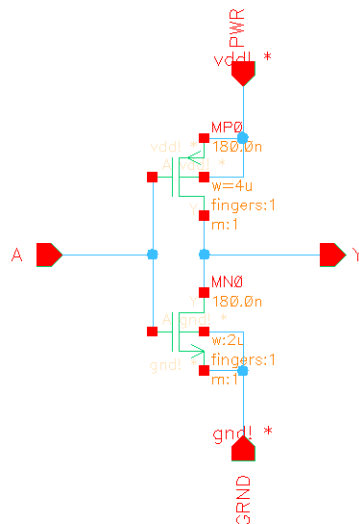 PWR
vdd! *
MP0
vdd! *
180.0n
A vdd! *
w=4u
Y
fingers:1
m:1
A
Y
MN0
Y
180.0n
A gnd! *
w:2u
gnd! *
fingers:1
m:1
gnd! *
GRND